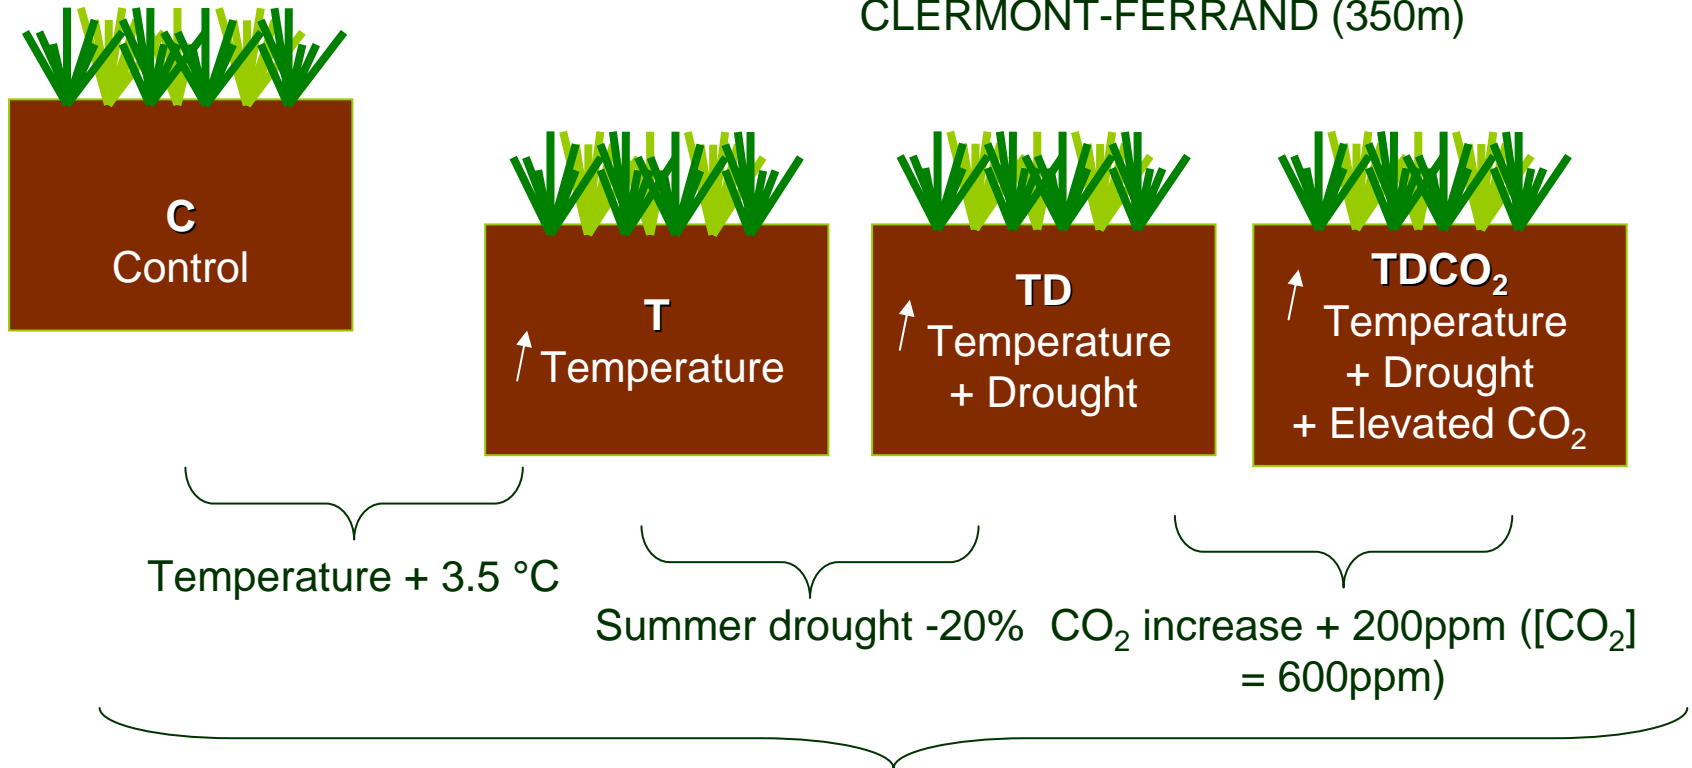 CLERMONT-FERRAND (350m)
C
Control
T
Temperature
TD
Temperature
+ Drought
TDCO₂
Temperature
+ Drought
+ Elevated CO₂
Temperature + 3.5 °C
Summer drought -20%
CO₂ increase + 200ppm ([CO₂]
= 600ppm)